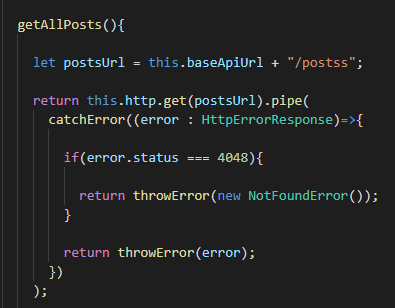 getAllPosts(){
let postsUrl = this.baseApiUrl + "/postss";
return this.http.get(postsUrl).pipe(
catchError((error : HttpErrorResponse)=>{
if(error.status === 4048){
return throwError(new NotFoundError());
}
return throwError(error);
})
);